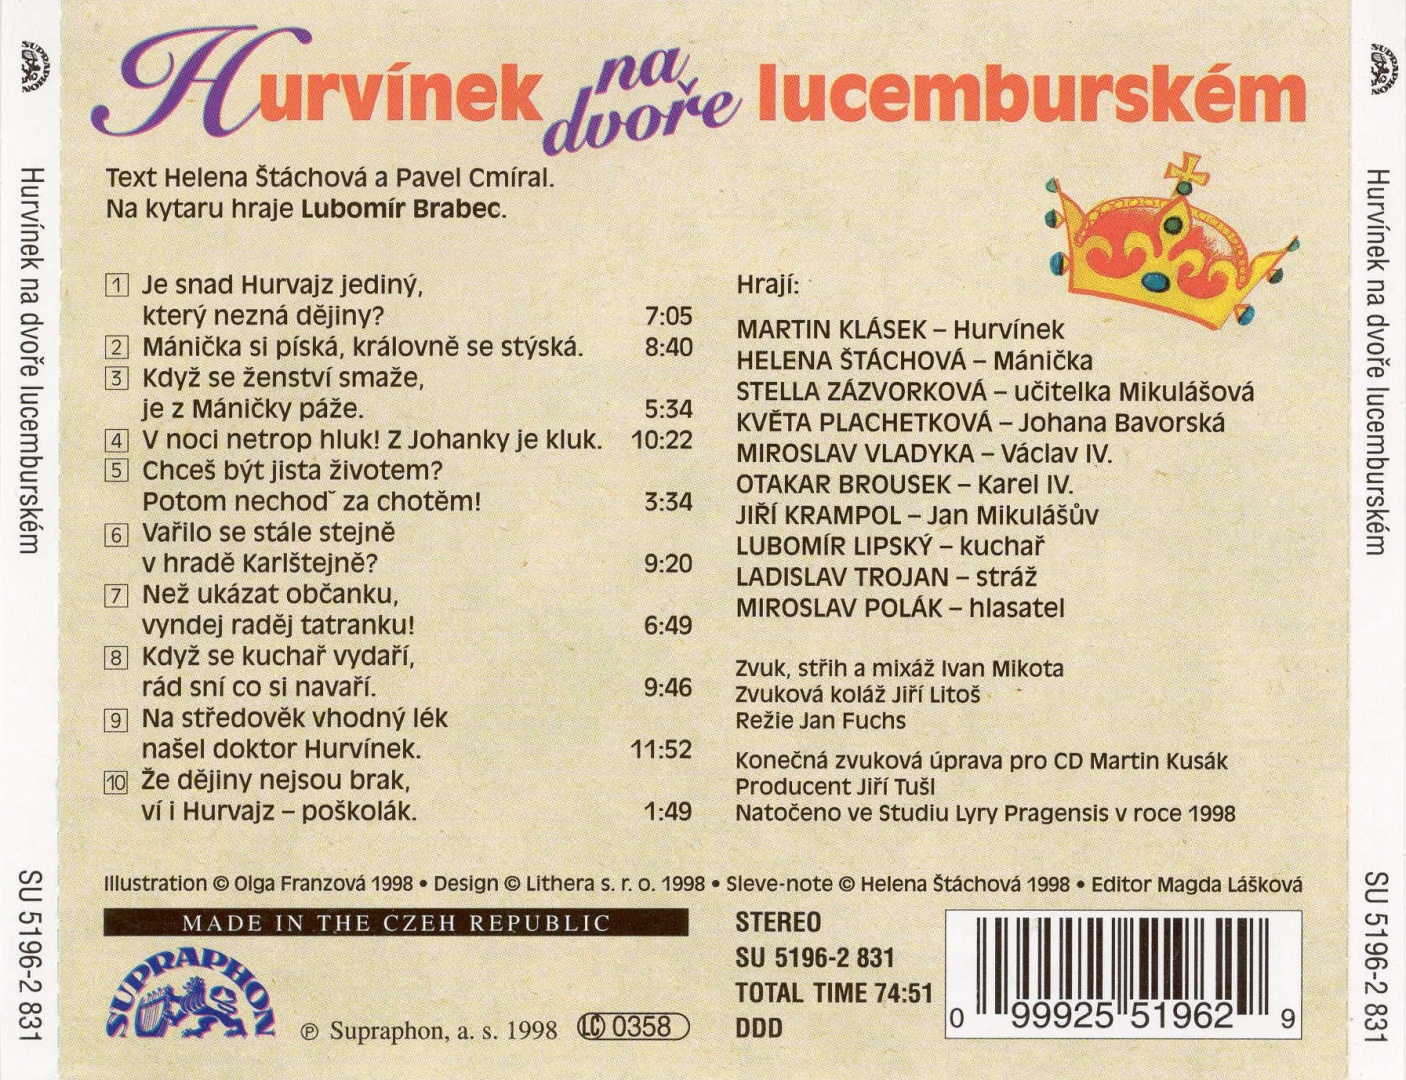 Hurvínek na dvoře lucemburském
Text Helena Štáchová a Pavel Cmíral.
Na kytaru hraje Lubomír Brabec.
1 Je snad Hurvajz jediný,
který nezná dějiny? 7:05
2 Mánička si píská, královně se stýská. 8:40
3 Když se ženství smaže,
je z Máničky páže. 5:34
4 V noci netrop hluk! Z Johanky je kluk. 10:22
5 Chceš být jista životem?
Potom nechoď za chotěm! 3:34
6 Vařilo se stále stejně
v hradě Karlštejně? 9:20
7 Než ukázat občanku,
vyndej raděj tatranku! 6:49
8 Když se kuchař vydaří,
rád sní co si navaří. 9:46
9 Na středověk vhodný lék
našel doktor Hurvínek. 11:52
10 Že dějiny nejsou brak,
ví i Hurvajz – poškolák. 1:49
Hrají:
MARTIN KLÁSEK – Hurvínek
HELENA ŠTÁCHOVÁ – Mánička
STELLA ZÁZVORKOVÁ – učitelka Mikulášová
KVĚTA PLACHETKOVÁ – Johana Bavorská
MIROSLAV VLADYKA – Václav IV.
OTAKAR BROUSEK – Karel IV.
JIŘÍ KRAMPOL – Jan Mikulášův
LUBOMÍR LIPSKÝ – kuchař
LADISLAV TROJAN – stráž
MIROSLAV POLÁK – hlasatel
Zvuk, střih a mixáž Ivan Mikota
Zvuková koláž Jiří Litoš
Režie Jan Fuchs
Konečná zvuková úprava pro CD Martin Kusák
Producent Jiří Tušl
Natočeno ve Studiu Lyry Pragensis v roce 1998
Illustration © Olga Franzová 1998 • Design © Lithera s. r. o. 1998 • Sleve-note © Helena Štáchová 1998 • Editor Magda Lášková
MADE IN THE CZEH REPUBLIC
SUPRAPHON
℗ Supraphon, a. s. 1998 LC 0358
STEREO
SU 5196-2 831
TOTAL TIME 74:51
DDD
0 99925 51962 9
SUPRAPHON
Hurvínek na dvoře lucemburském
SU 5196-2 831
SUPRAPHON
Hurvínek na dvoře lucemburském
SU 5196-2 831